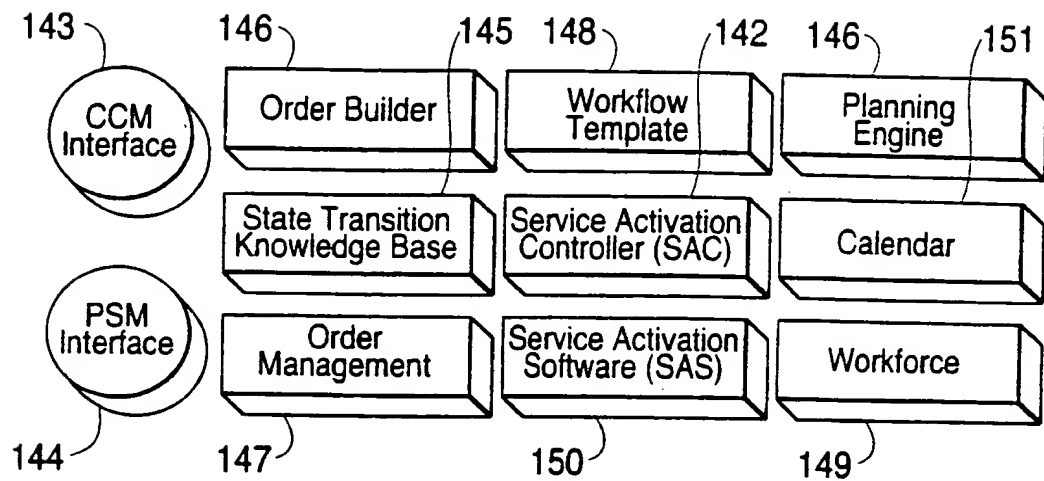 143
146
145
148
142
146
151
CCM
Interface
Order Builder
Workflow
Template
Planning
Engine
State Transition
Knowledge Base
Service Activation
Controller (SAC)
Calendar
PSM
Interface
Order
Management
Service Activation
Software (SAS)
Workforce
144
147
150
149